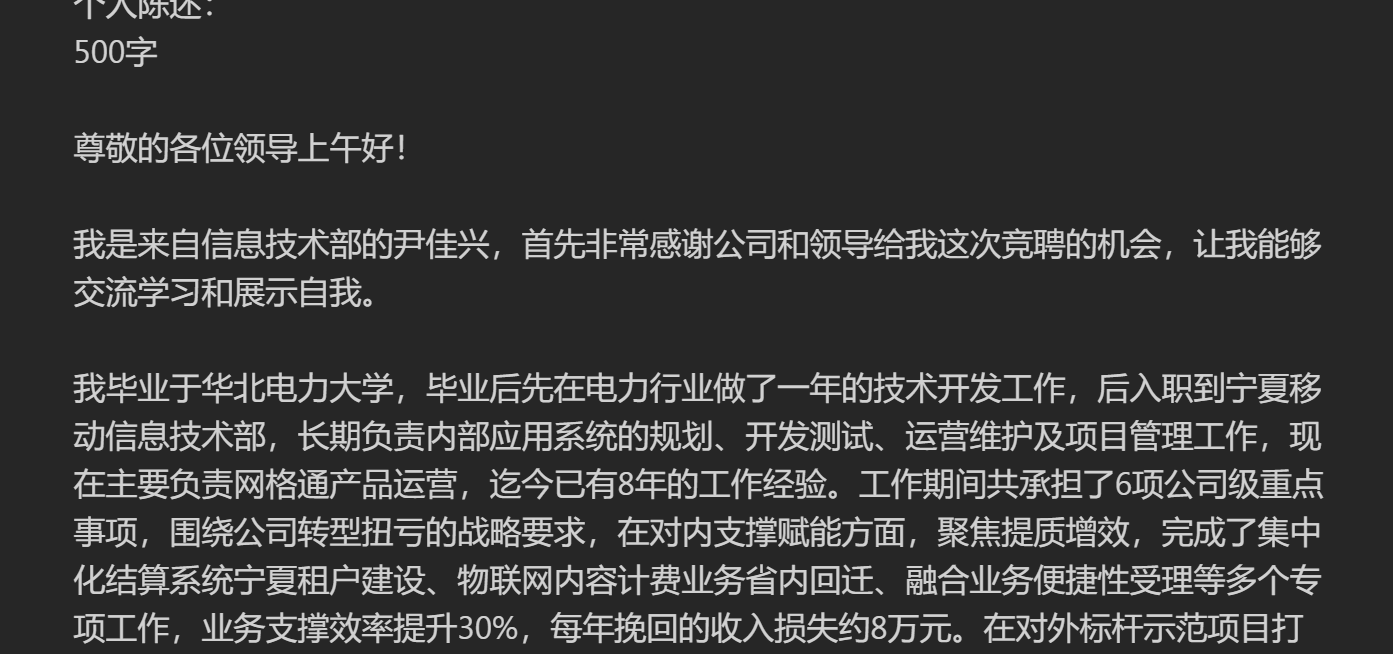 个人陈述：
500字
尊敬的各位领导上午好！
我是来自信息技术部的尹佳兴，首先非常感谢公司和领导给我这次竞聘的机会，让我能够
交流学习和展示自我。
我毕业于华北电力大学，毕业后先在电力行业做了一年的技术开发工作，后入职到宁夏移
动信息技术部，长期负责内部应用系统的规划、开发测试、运营维护及项目管理工作，现
在主要负责网格通产品运营，迄今已有8年的工作经验。工作期间共承担了6项公司级重点
事项，围绕公司转型扭亏的战略要求，在对内支撑赋能方面，聚焦提质增效，完成了集中
化结算系统宁夏租户建设、物联网内容计费业务省内回迁、融合业务便捷性受理等多个专
项工作，业务支撑效率提升30%，每年挽回的收入损失约8万元。在对外标杆示范项目打